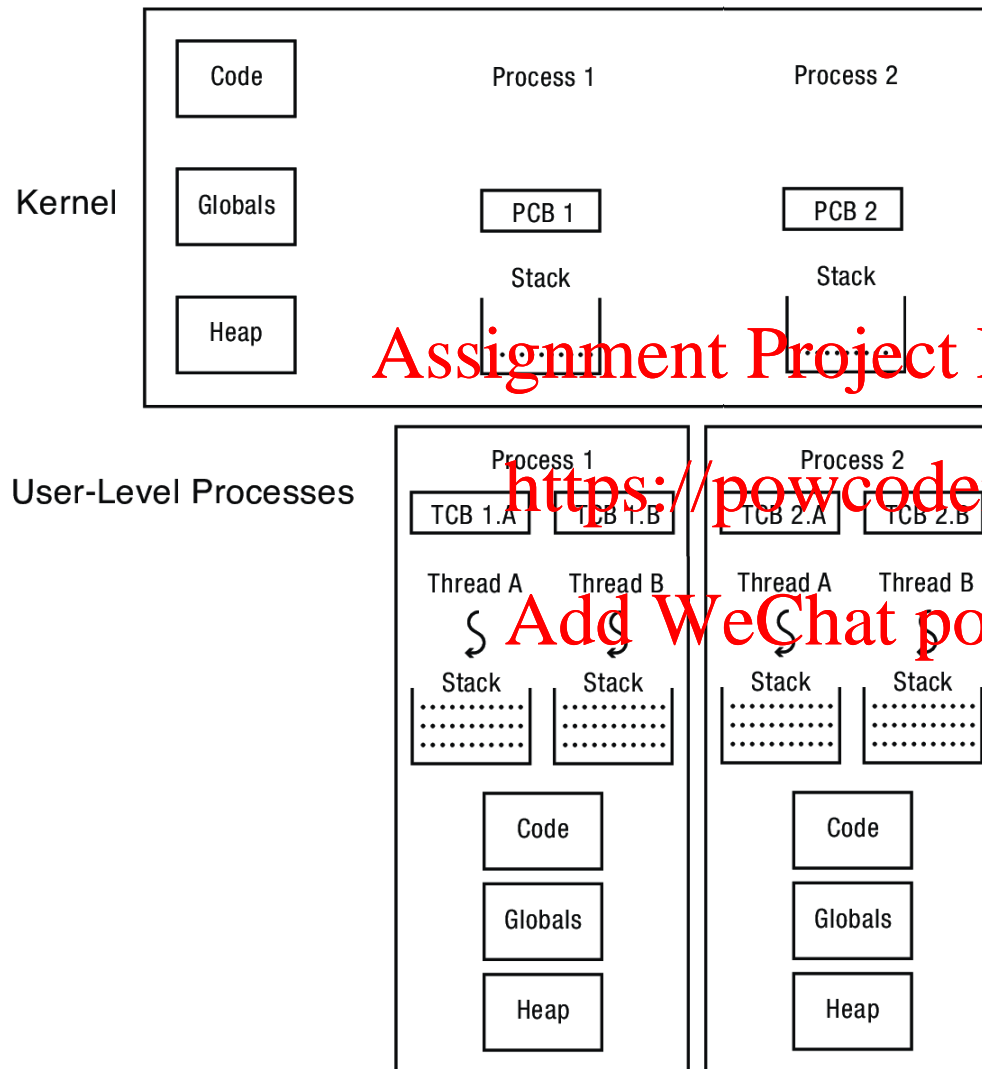 Code
Process 1
Process 2
Kernel
Globals
PCB 1
PCB 2
Stack
Stack
Heap
Assignment Project
User-Level Processes
Process 1
Process 2
https://powcode
TCB 1.A
TCB 1.B
TCB 2.A
TCB 2.B
Thread A
Thread B
Thread A
Thread B
Add WeChat po
Stack
Stack
Stack
Stack
Code
Code
Globals
Globals
Heap
Heap